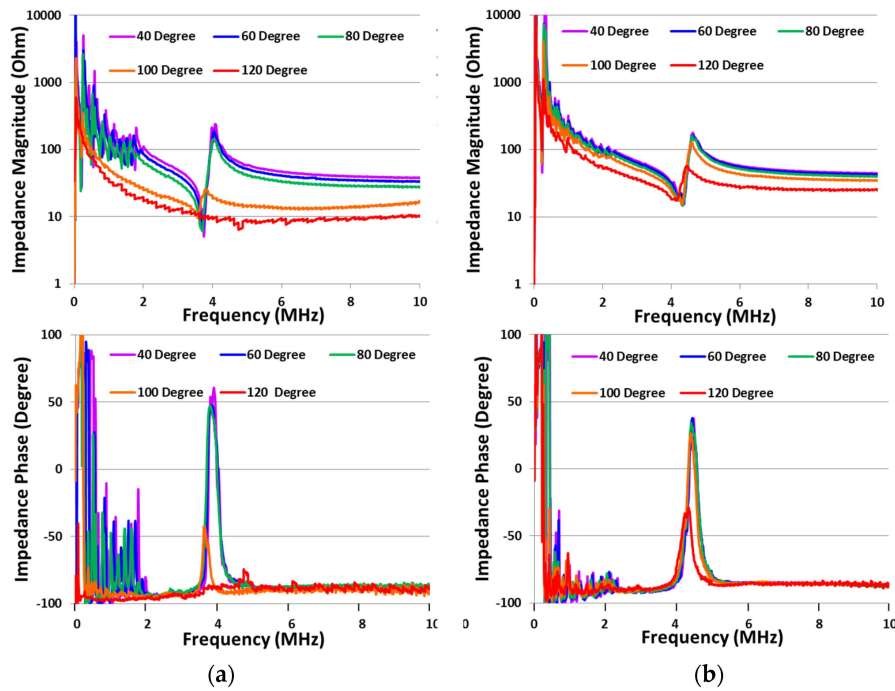 10000
1000
100
10
1
Impedance Magnitude (Ohm)
40 Degree 60 Degree 80 Degree
100 Degree 120 Degree
0 2 4 6 8 10
Frequency (MHz)
10000
1000
100
10
1
Impedance Magnitude (Ohm)
40 Degree 60 Degree 80 Degree
100 Degree 120 Degree
0 2 4 6 8 10
Frequency (MHz)
100
50
0
-50
-100
Impedance Phase (Degree)
40 Degree 60 Degree 80 Degree
100 Degree 120 Degree
0 2 4 6 8 10
Frequency (MHz)
0
100
50
0
-50
-100
Impedance Phase (Degree)
40 Degree 60 Degree 80 Degree
100 Degree 120 Degree
0 2 4 6 8 10
Frequency (MHz)
(a) (b)